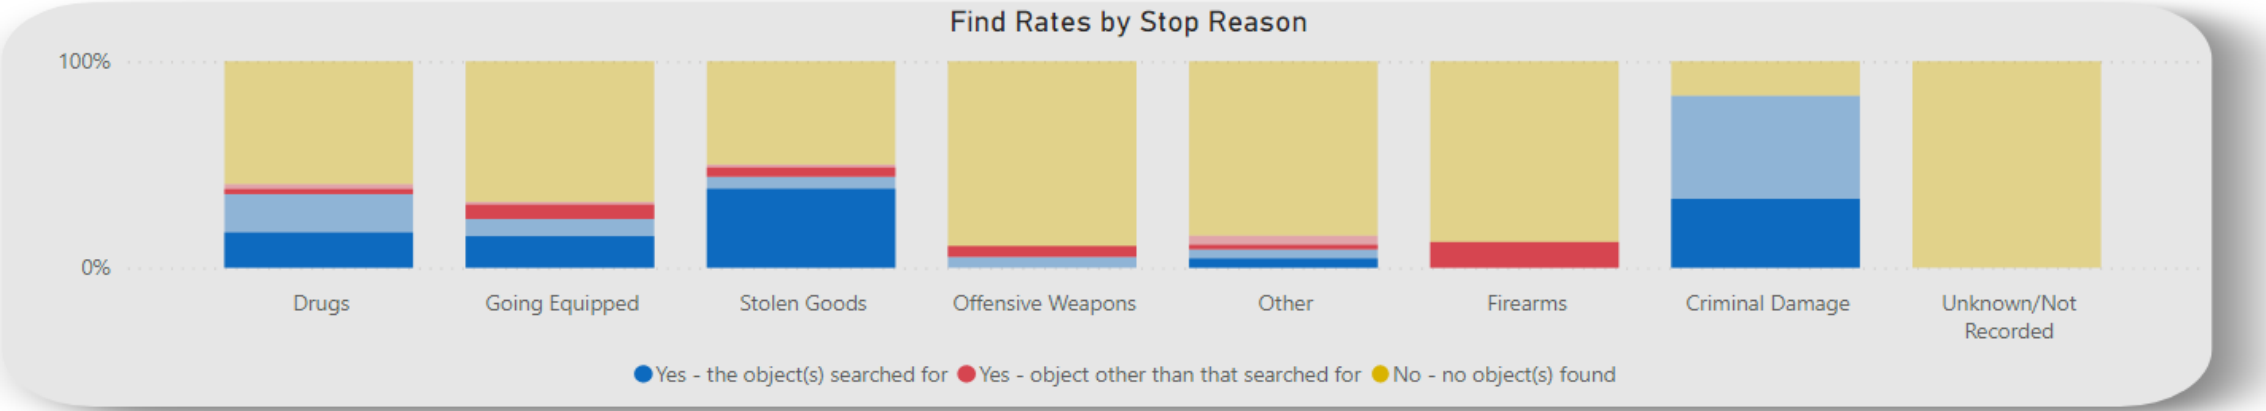 Find Rates by Stop Reason
100%
0%
Drugs
Going Equipped
Stolen Goods
Offensive Weapons
Other
Firearms
Criminal Damage
Unknown/Not
Recorded
Yes - the object(s) searched for
Yes - object other than that searched for
No - no object(s) found